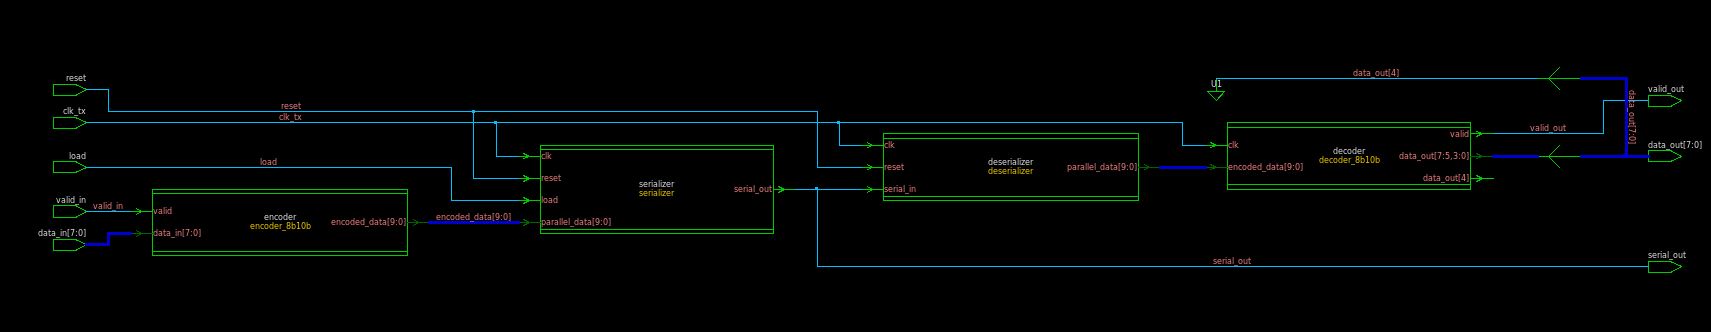 reset
clk_tx
load
valid_in
data_in[7:0]
reset
clk_tx
load
valid_in
valid
data_in[7:0]
encoder
encoder_8b10b
encoded_data[9:0]
encoded_data[9:0]
clk
reset
load
parallel_data[9:0]
serializer
serializer
serial_out
clk
reset
serial_in
deserializer
deserializer
parallel_data[9:0]
U1
data_out[4]
clk
encoded_data[9:0]
decoder
decoder_8b10b
valid
data_out[7:5,3:0]
data_out[4]
valid_out
data_out[7:0]
valid_out
data_out[7:0]
serial_out
serial_out